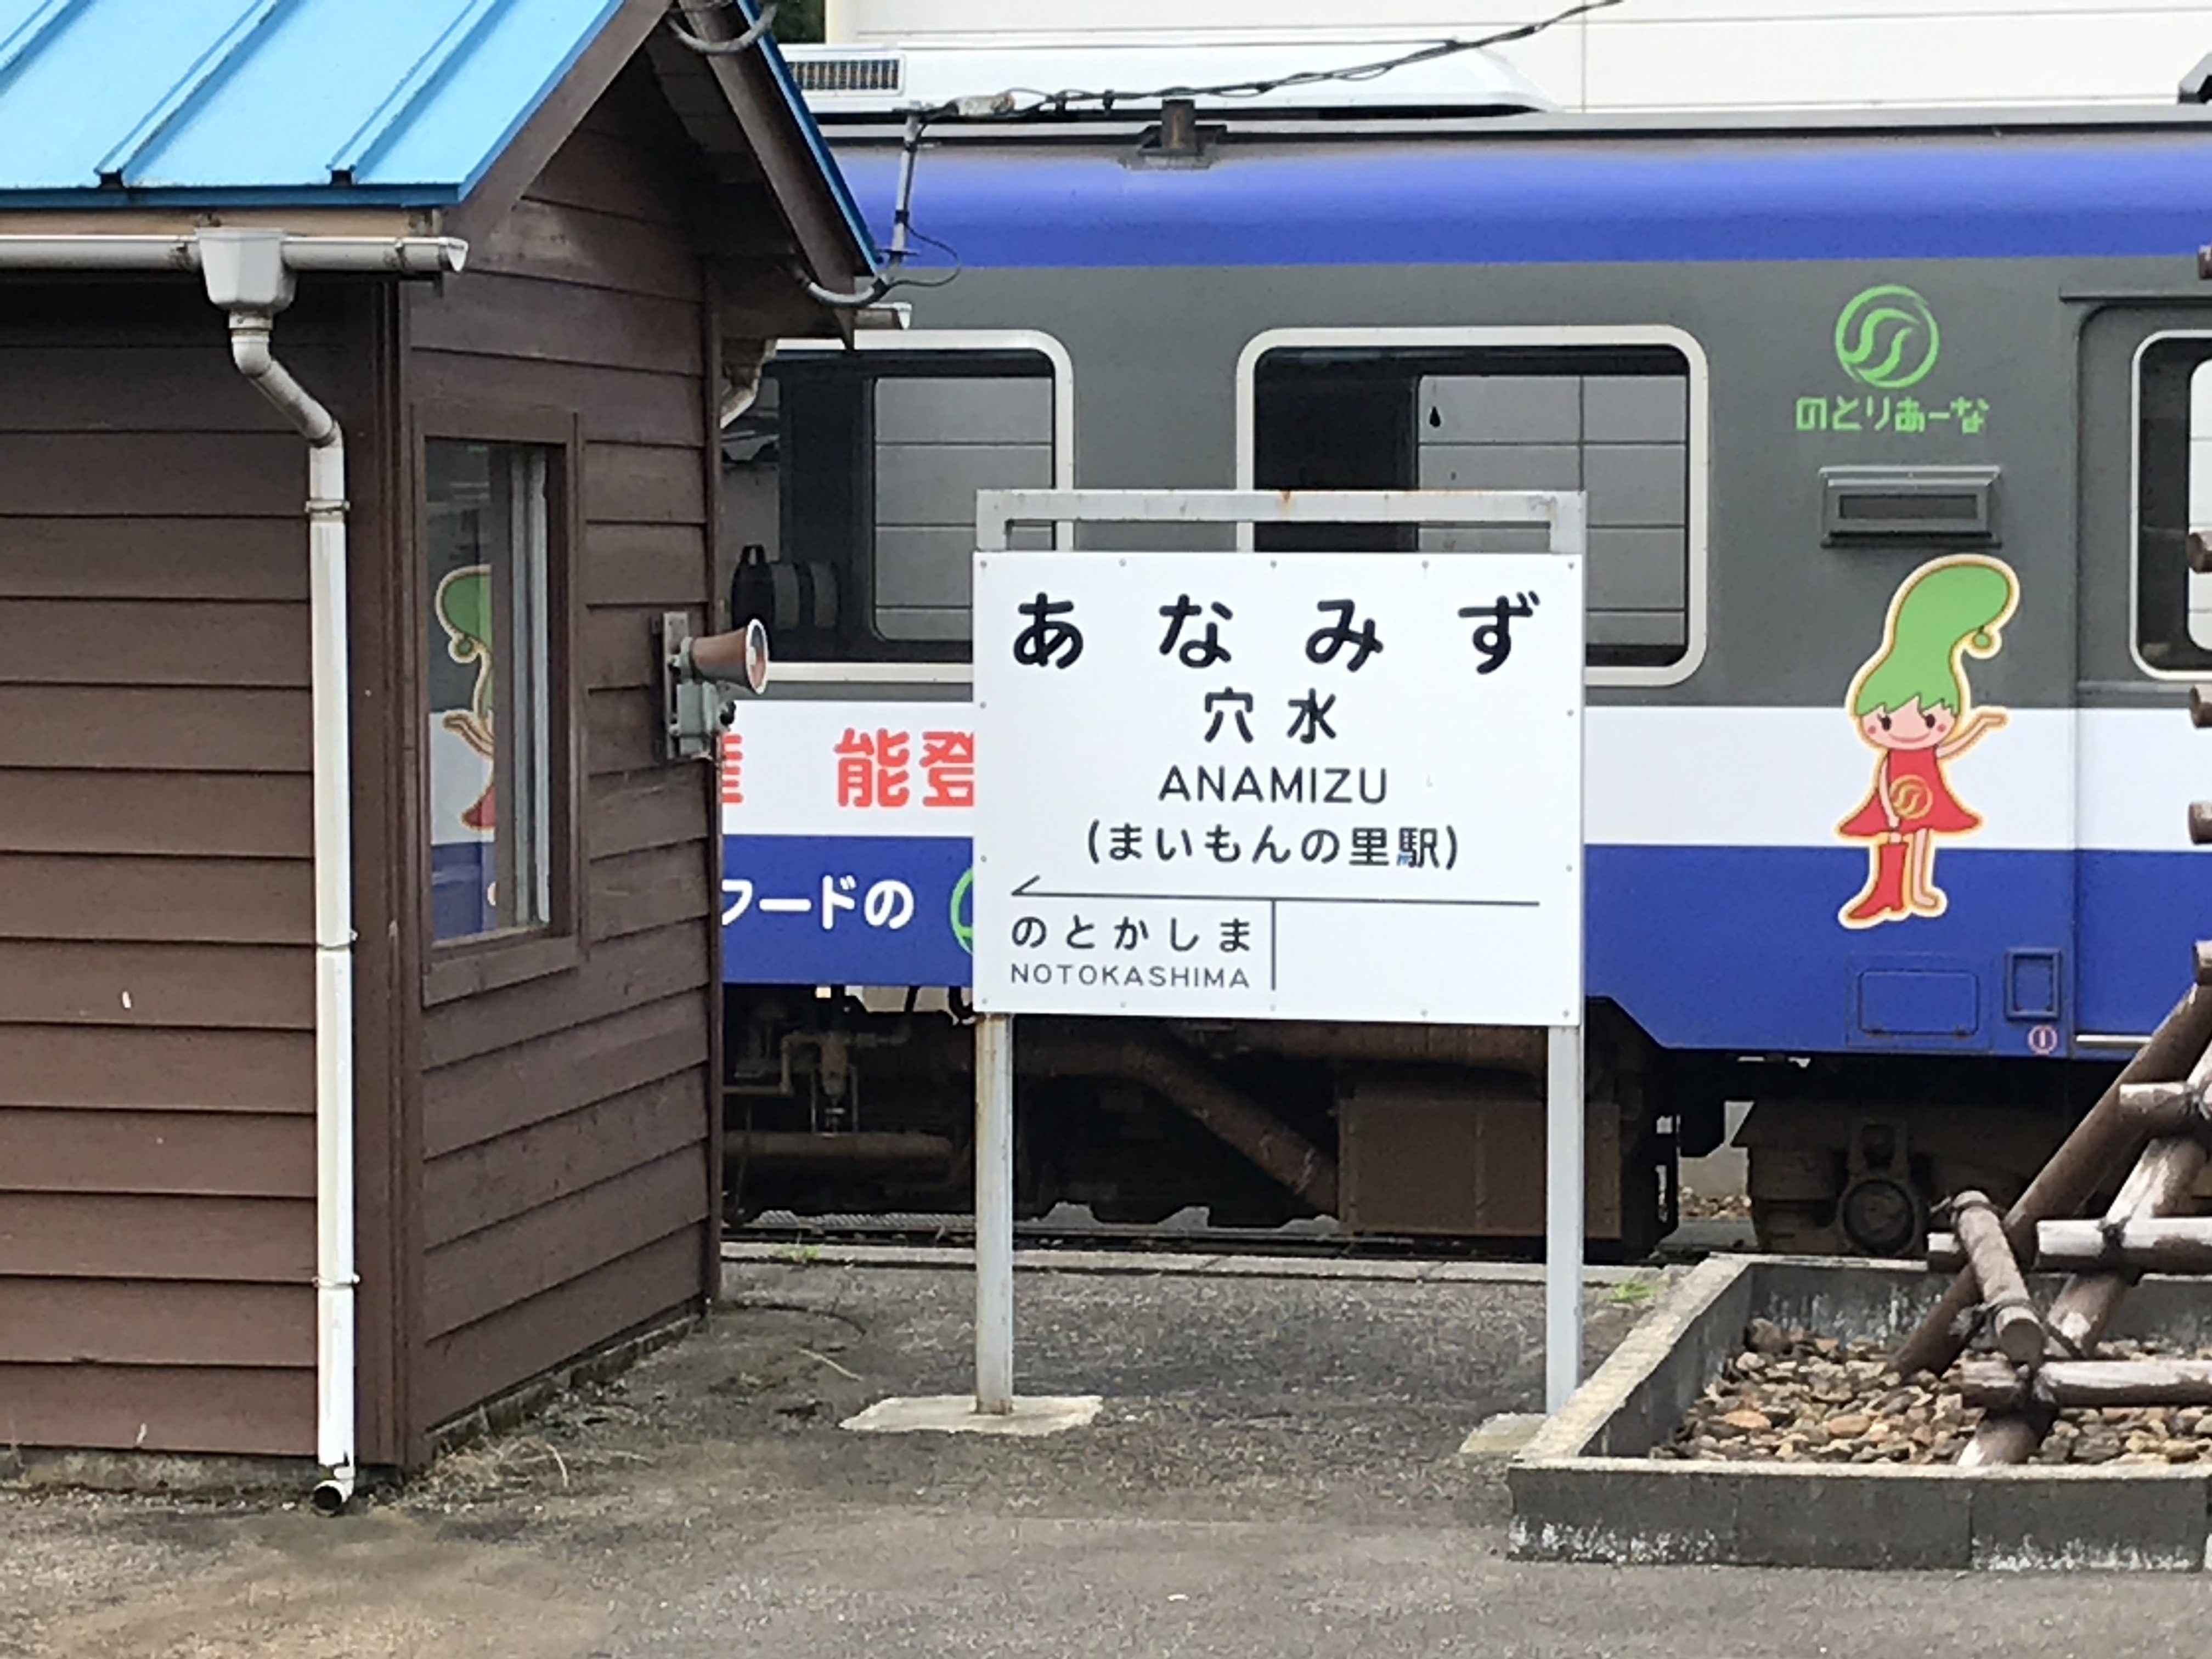 のとりあーな
あなみず
穴水
ANAMIZU
(まいもんの里駅)
のとかしま
NOTOKASHIMA
能登
フードの